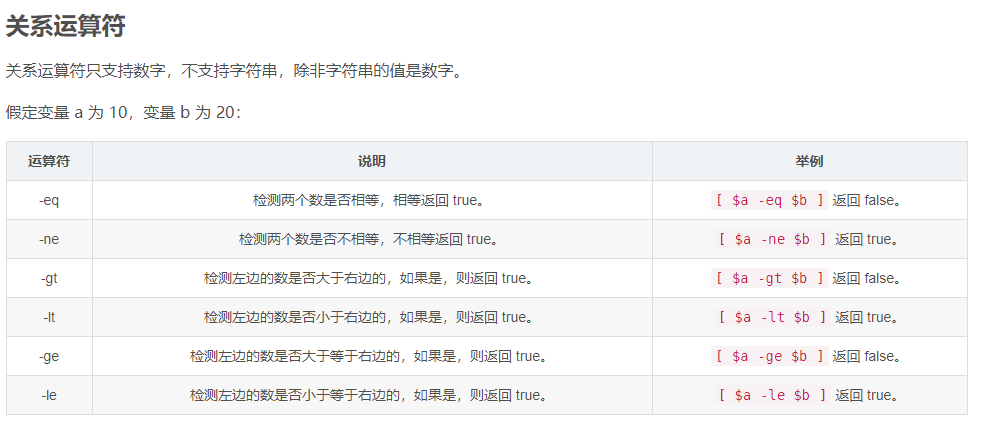 关系运算符
关系运算符只支持数字，不支持字符串，除非字符串的值是数字。
假定变量 a 为 10，变量 b 为 20：
运算符 说明 举例
-eq 检测两个数是否相等，相等返回 true。 [ $a -eq $b ] 返回 false。
-ne 检测两个数是否不相等，不相等返回 true。 [ $a -ne $b ] 返回 true。
-gt 检测左边的数是否大于右边的，如果是，则返回 true。 [ $a -gt $b ] 返回 false。
-lt 检测左边的数是否小于右边的，如果是，则返回 true。 [ $a -lt $b ] 返回 true。
-ge 检测左边的数是否大于等于右边的，如果是，则返回 true。 [ $a -ge $b ] 返回 false。
-le 检测左边的数是否小于等于右边的，如果是，则返回 true。 [ $a -le $b ] 返回 true。